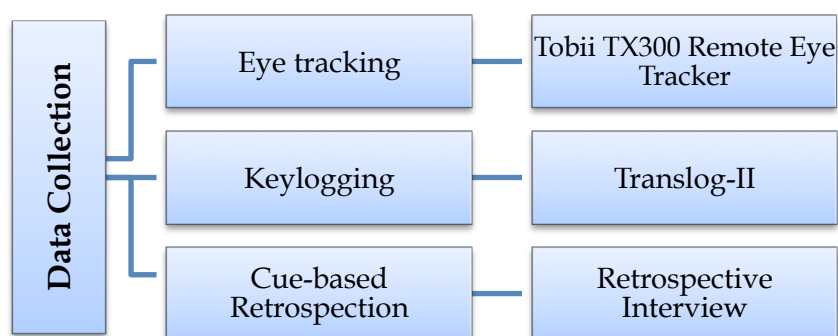 Data Collection
Eye tracking
Tobii TX300 Remote Eye
Tracker
Keylogging
Translog-II
Cue-based
Retrospection
Retrospective
Interview